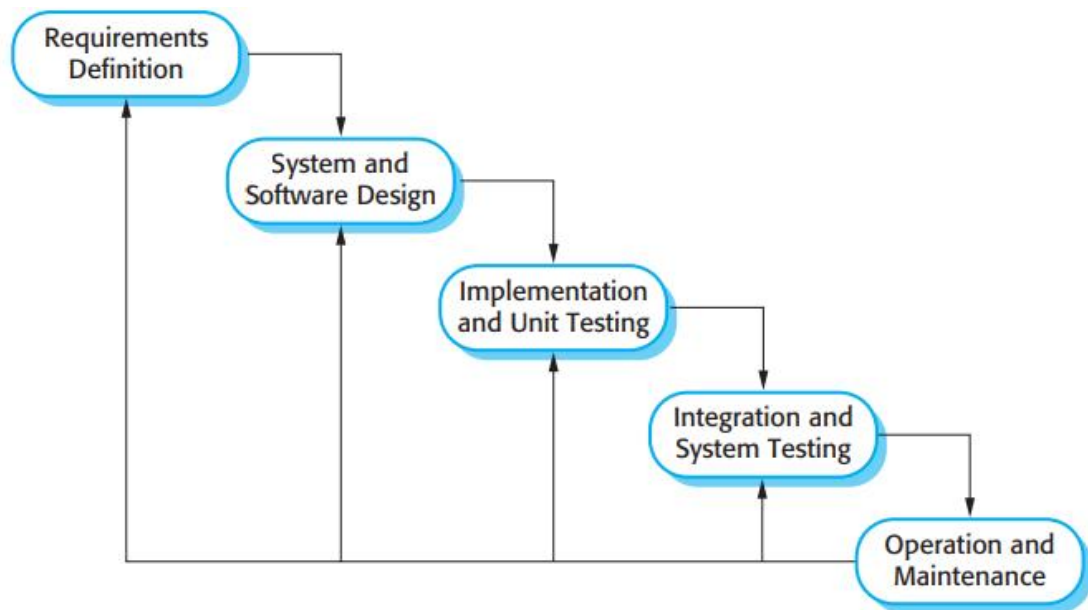 Requirements
Definition
System and
Software Design
Implementation
and Unit Testing
Integration and
System Testing
Operation and
Maintenance